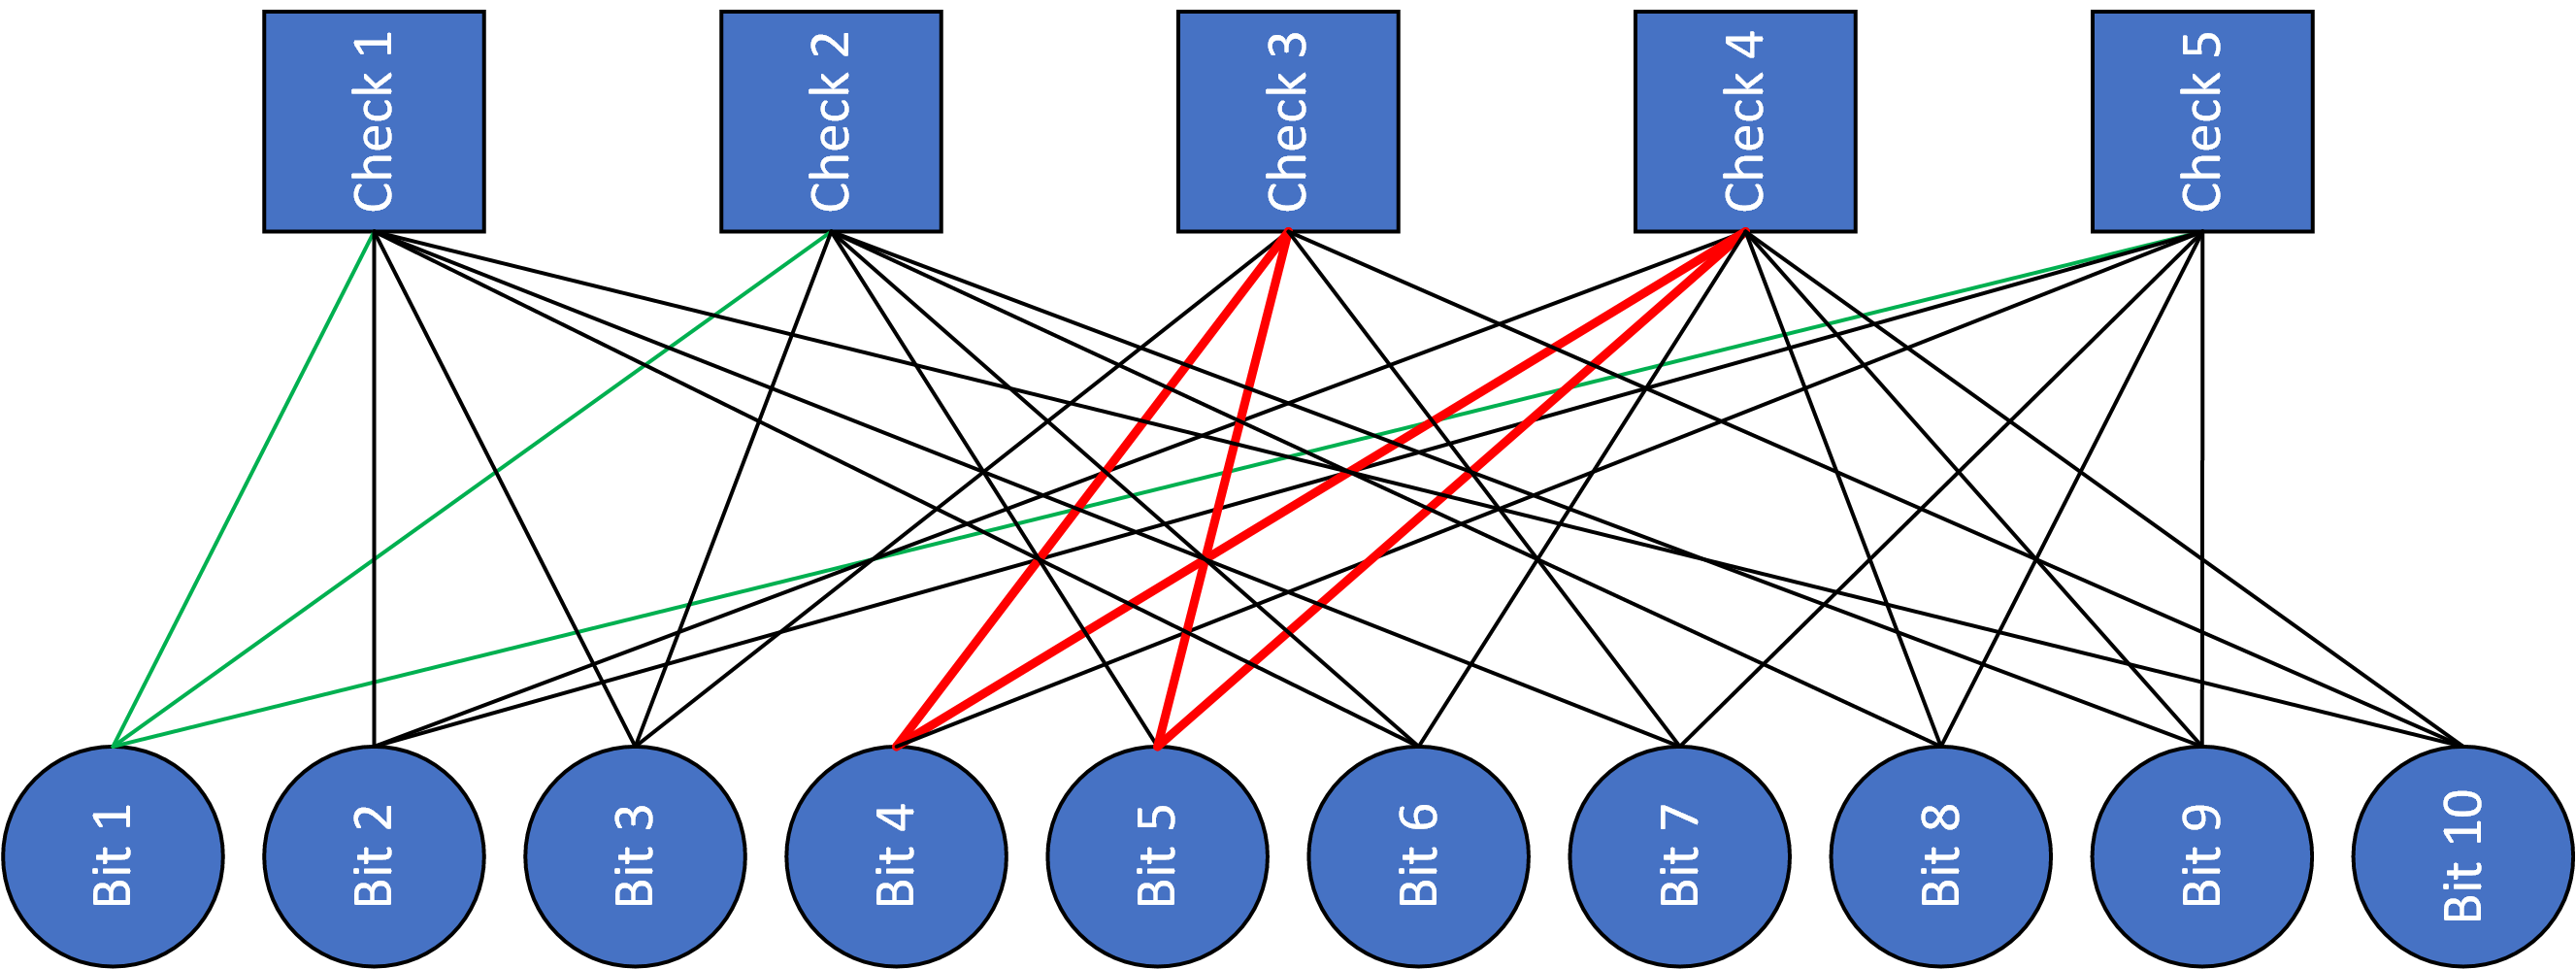 Check 1
Check 2
Check 3
Check 4
Check 5
Bit 1
Bit 2
Bit 3
Bit 4
Bit 5
Bit 6
Bit 7
Bit 8
Bit 9
Bit 10